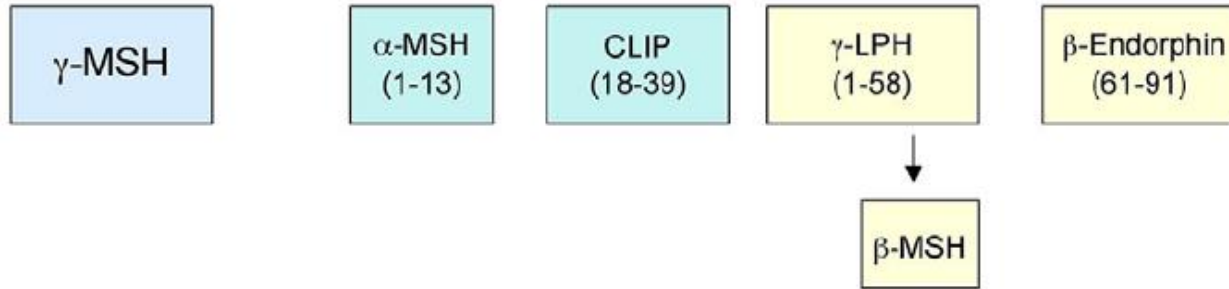 γ-MSH
α-MSH
(1-13)
CLIP
(18-39)
γ-LPH
(1-58)
β-Endorphin
(61-91)
β-MSH